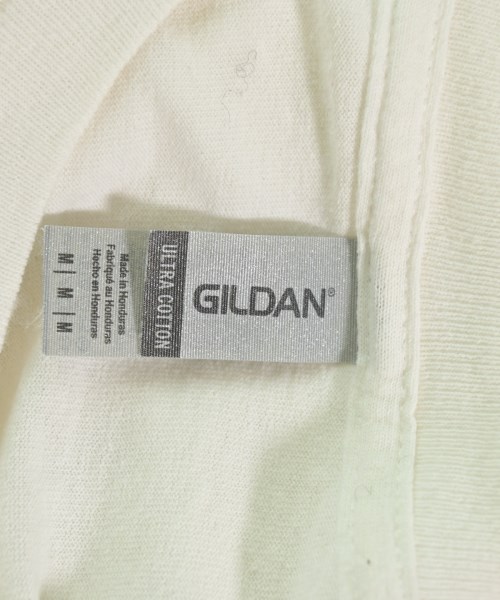 GILDAN®
ULTRA COTTON
Made in Honduras
Fabriqué au Honduras
Hecho en Honduras
M | M | M